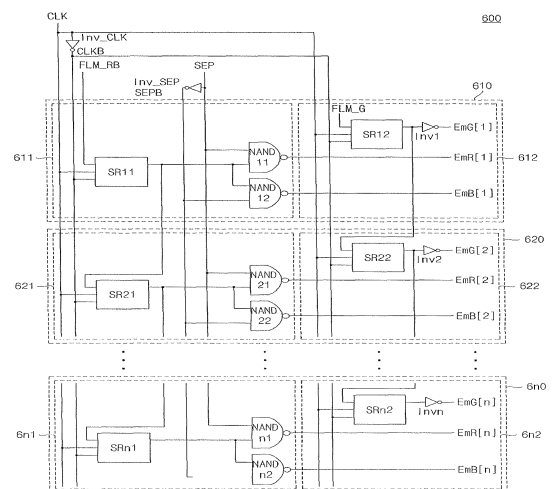 CLK
600
Inv_CLK
CLKB
FLM_RB
Inv_SEP
SEP
SEPB
610
FLM_G
SR12
Inv1
EmG[1]
611
SR11
NAND
11
EmR[1]
612
NAND
12
EmB[1]
620
SR22
Inv2
EmG[2]
621
SR21
NAND
21
EmR[2]
622
NAND
22
EmB[2]
6n0
SRn2
Invn
EmG[n]
6n1
SRn1
NAND
n1
EmR[n]
6n2
NAND
n2
EmB[n]